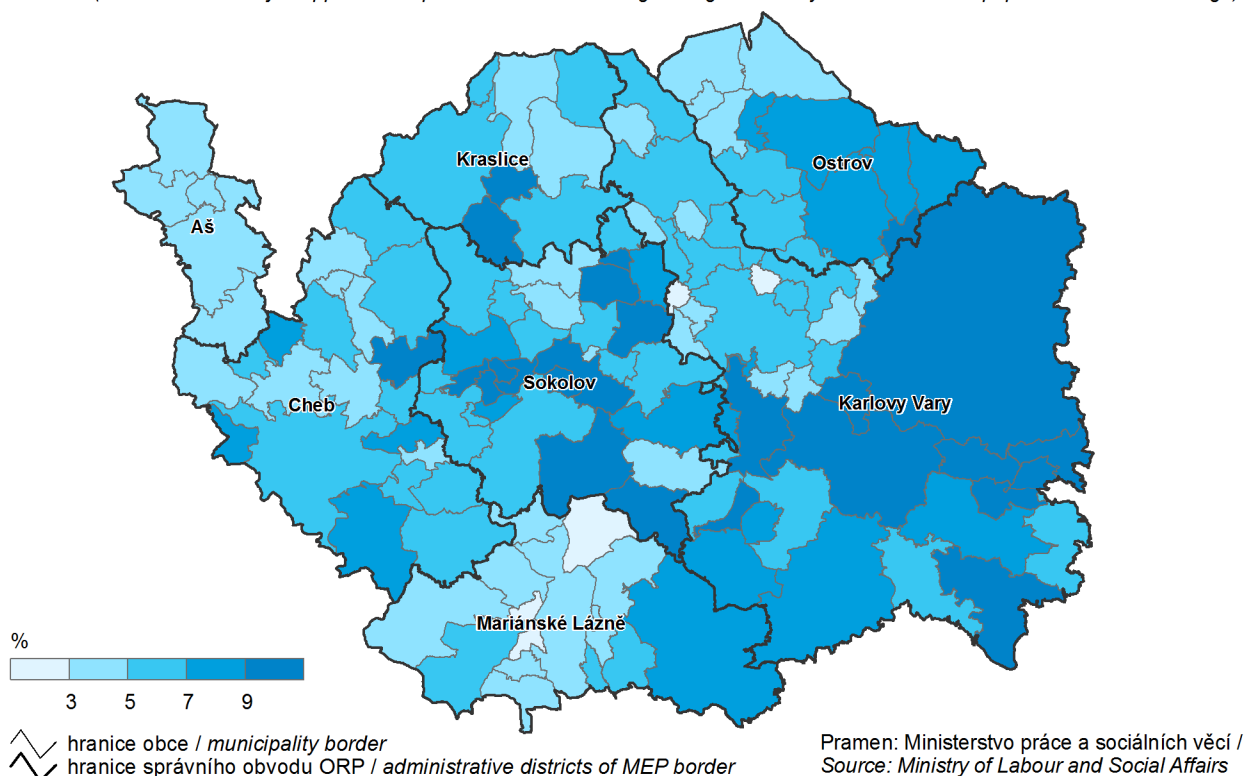 Kraslice
Ostrov
Aš
Sokolov
Cheb
Karlovy Vary
Mariánské Lázně
%
3 5 7 9
hranice obce / municipality border
hranice správního obvodu ORP / administrative districts of MEP border
Pramen: Ministerstvo práce a sociálních věcí /
Source: Ministry of Labour and Social Affairs